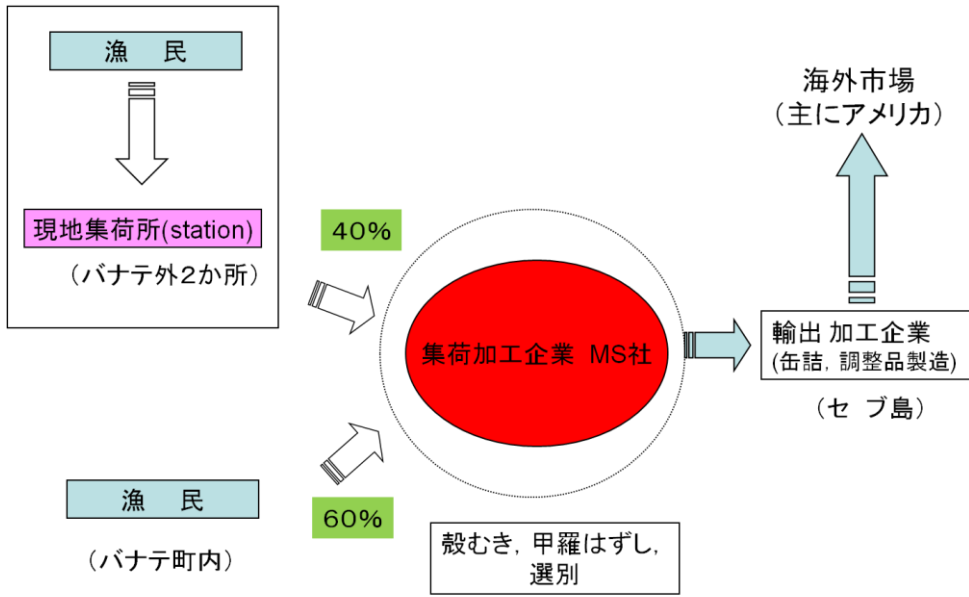 漁 民
現地集荷所(station)
（バナテ外２か所）
40%
漁 民
（バナテ町内）
60%
集荷加工企業 MS社
殻むき，甲羅はずし，
選別
海外市場
（主にアメリカ）
輸出 加工企業
(缶詰，調整品製造)
（セ ブ島）